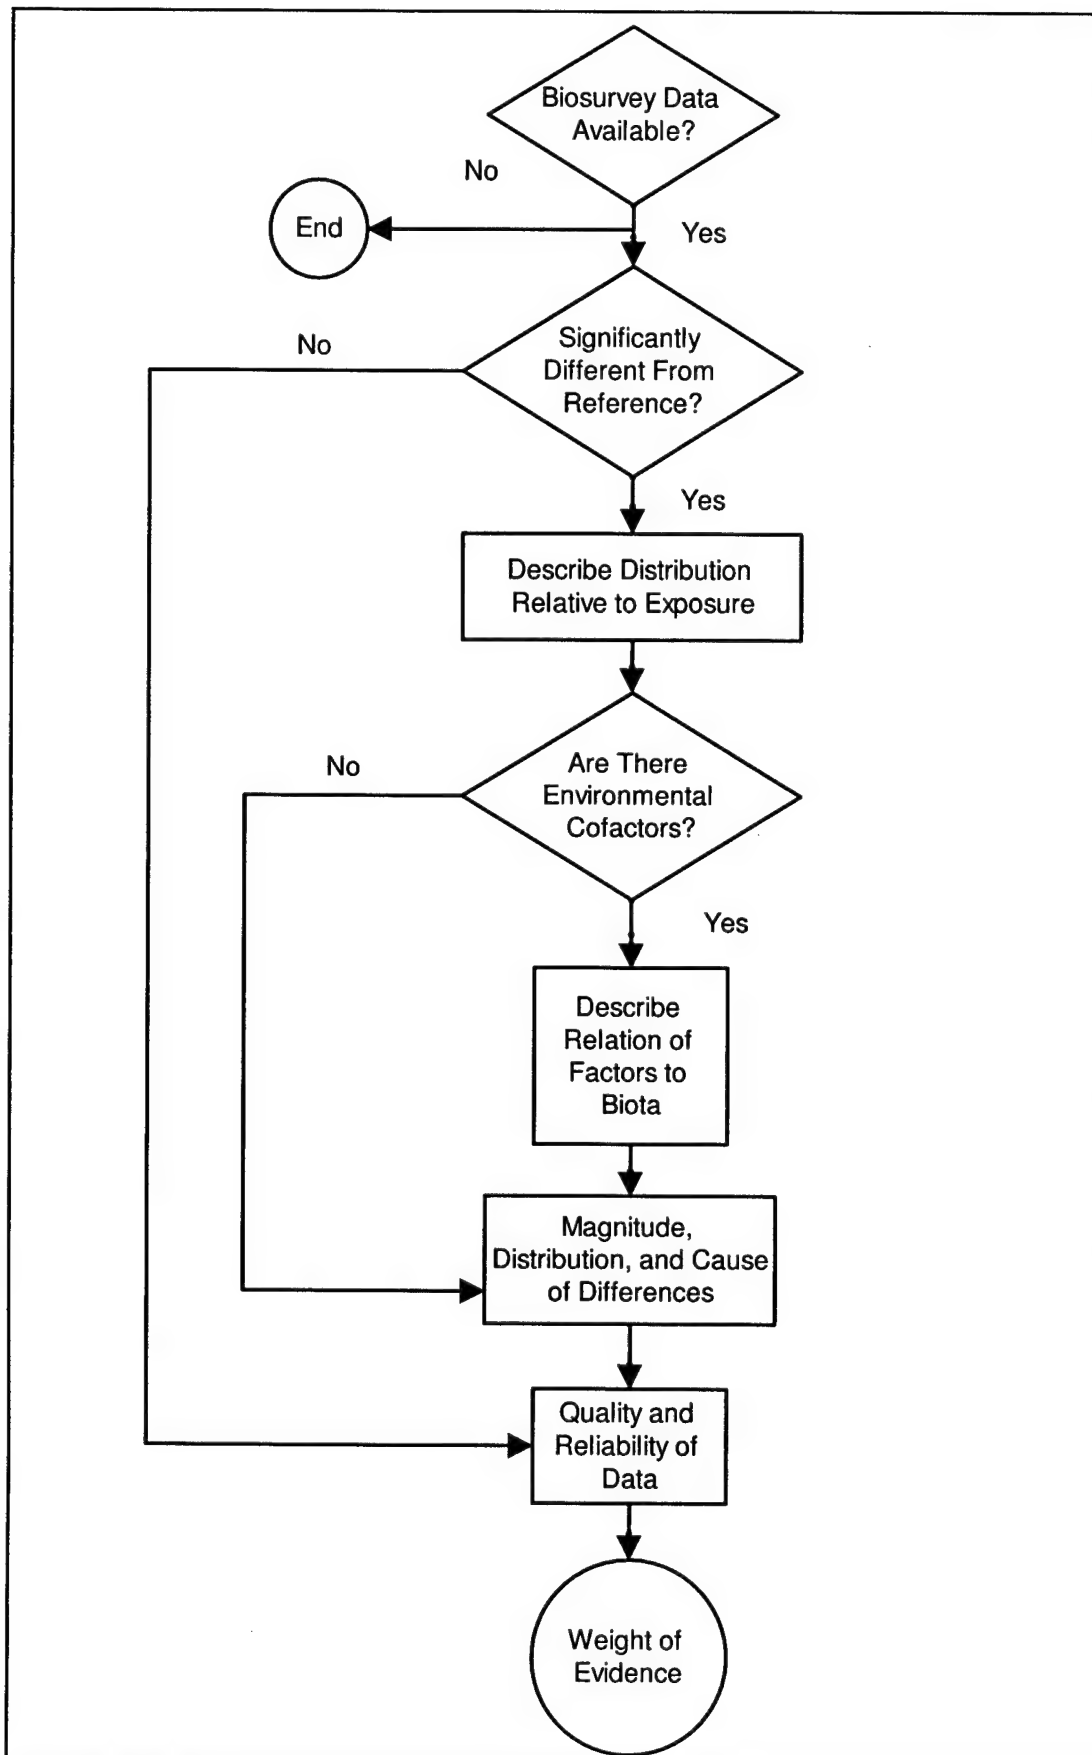 Biosurvey Data
Available?
No
End
Yes
Significantly
Different From
Reference?
No
Yes
Describe Distribution
Relative to Exposure
Are There
Environmental
Cofactors?
No
Yes
Describe
Relation of
Factors to
Biota
Magnitude,
Distribution, and Cause
of Differences
Quality and
Reliability of
Data
Weight of
Evidence